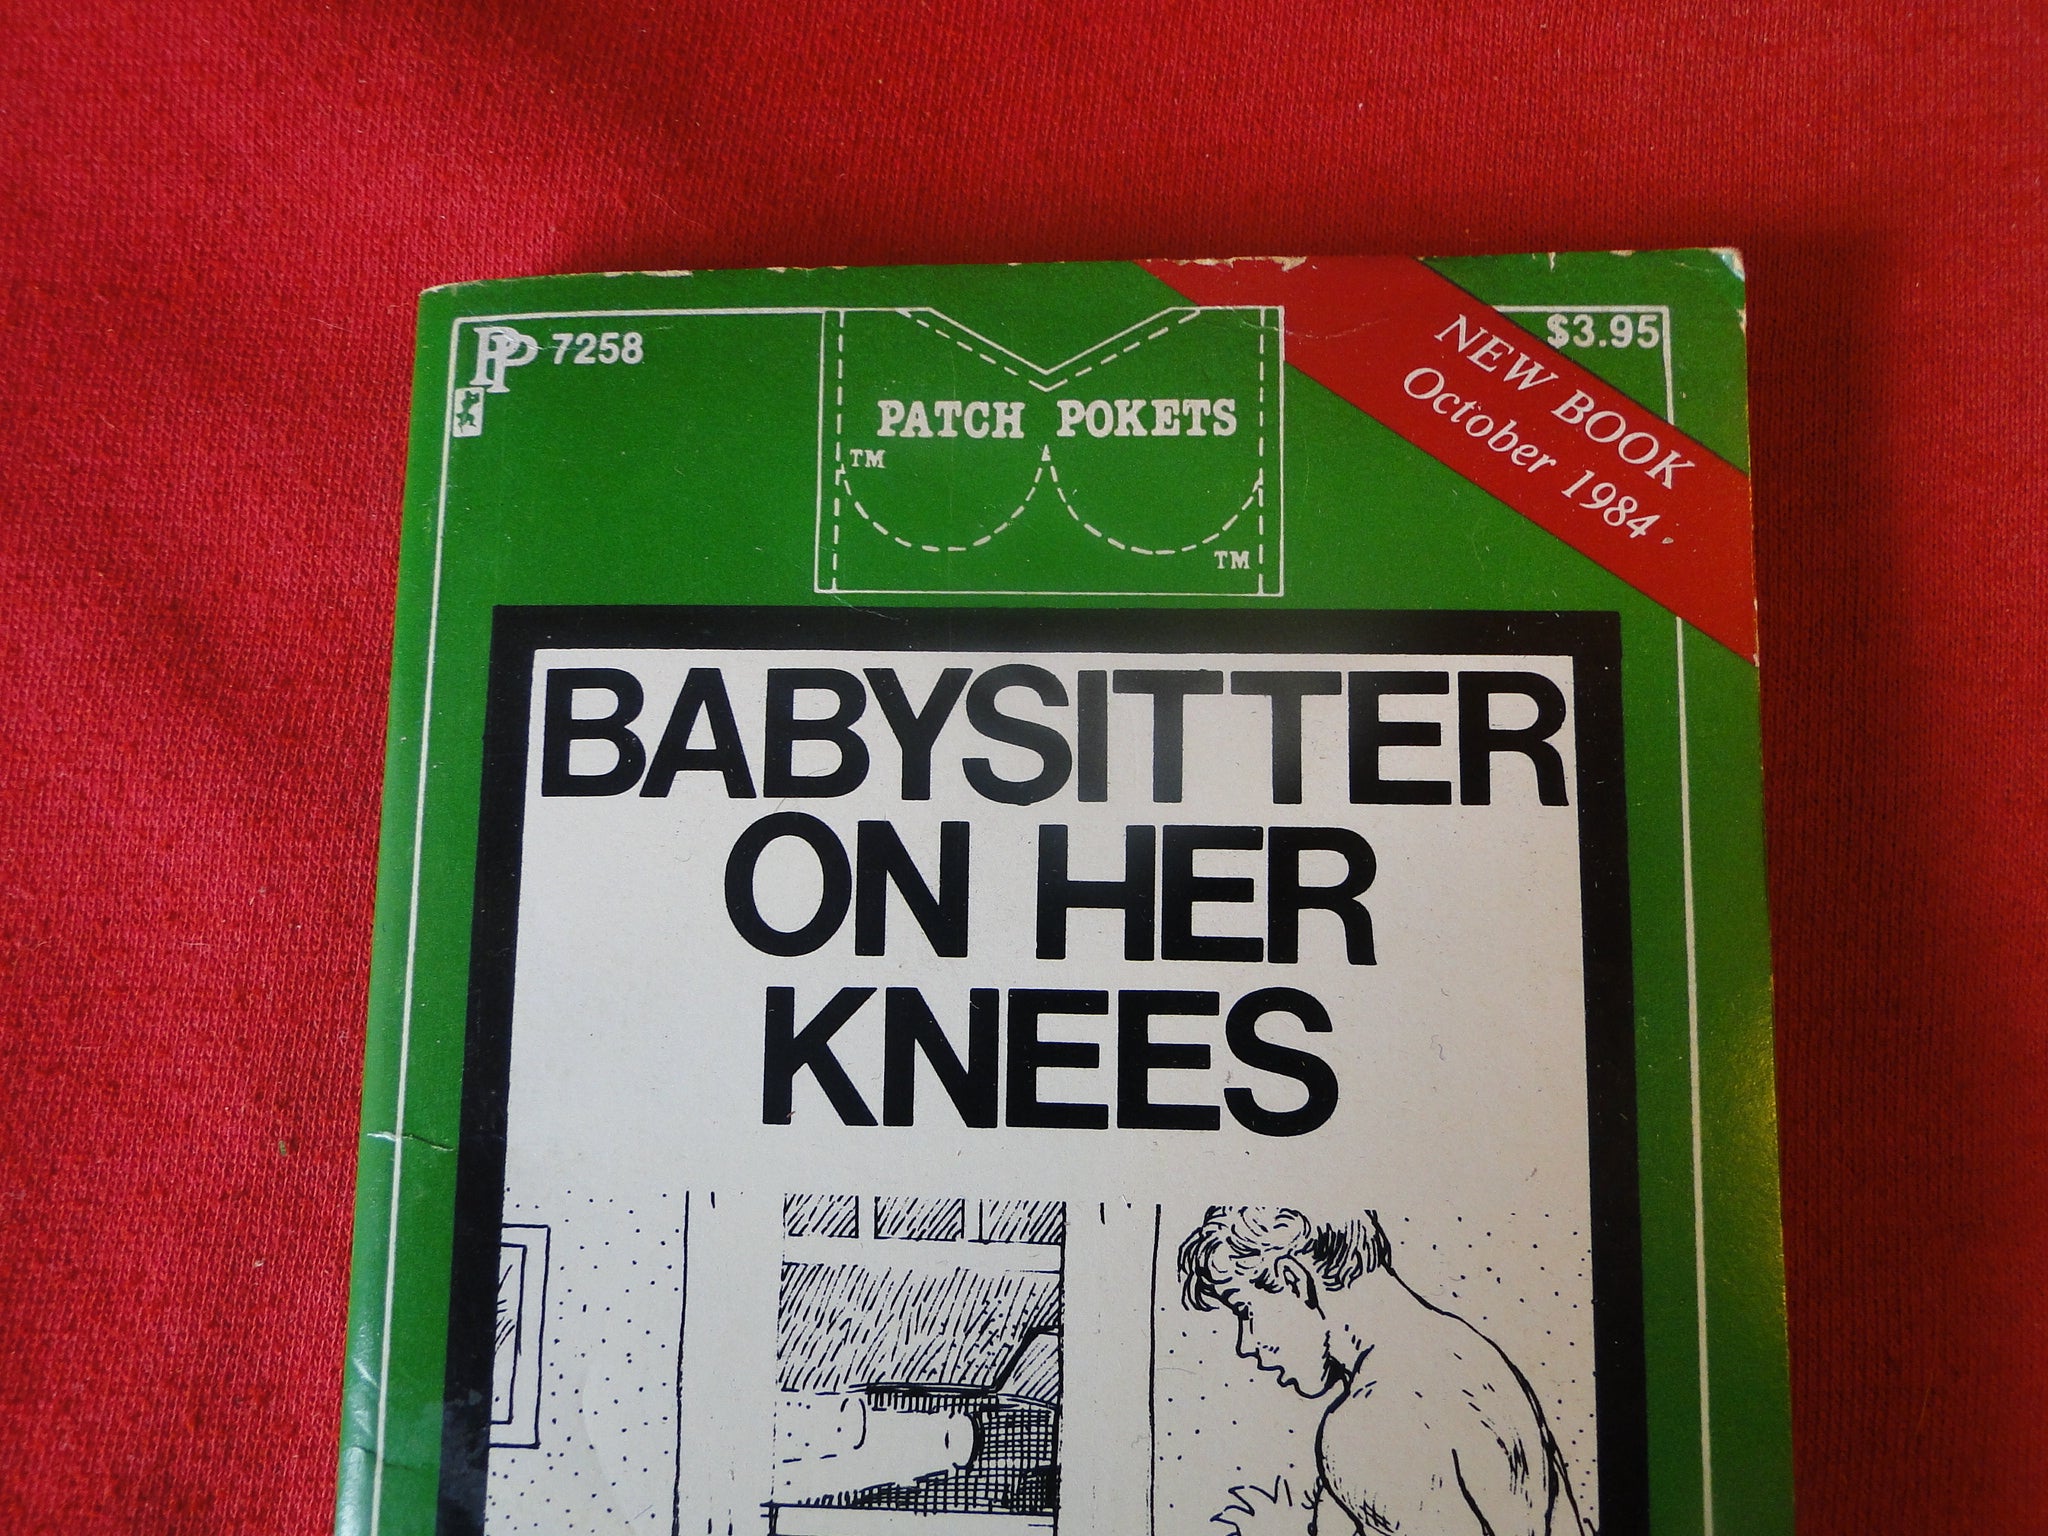 PP 7258
PATCH POKETS
TM
TM
$3.95
NEW BOOK
October 1984
BABYSITTER
ON HER
KNEES